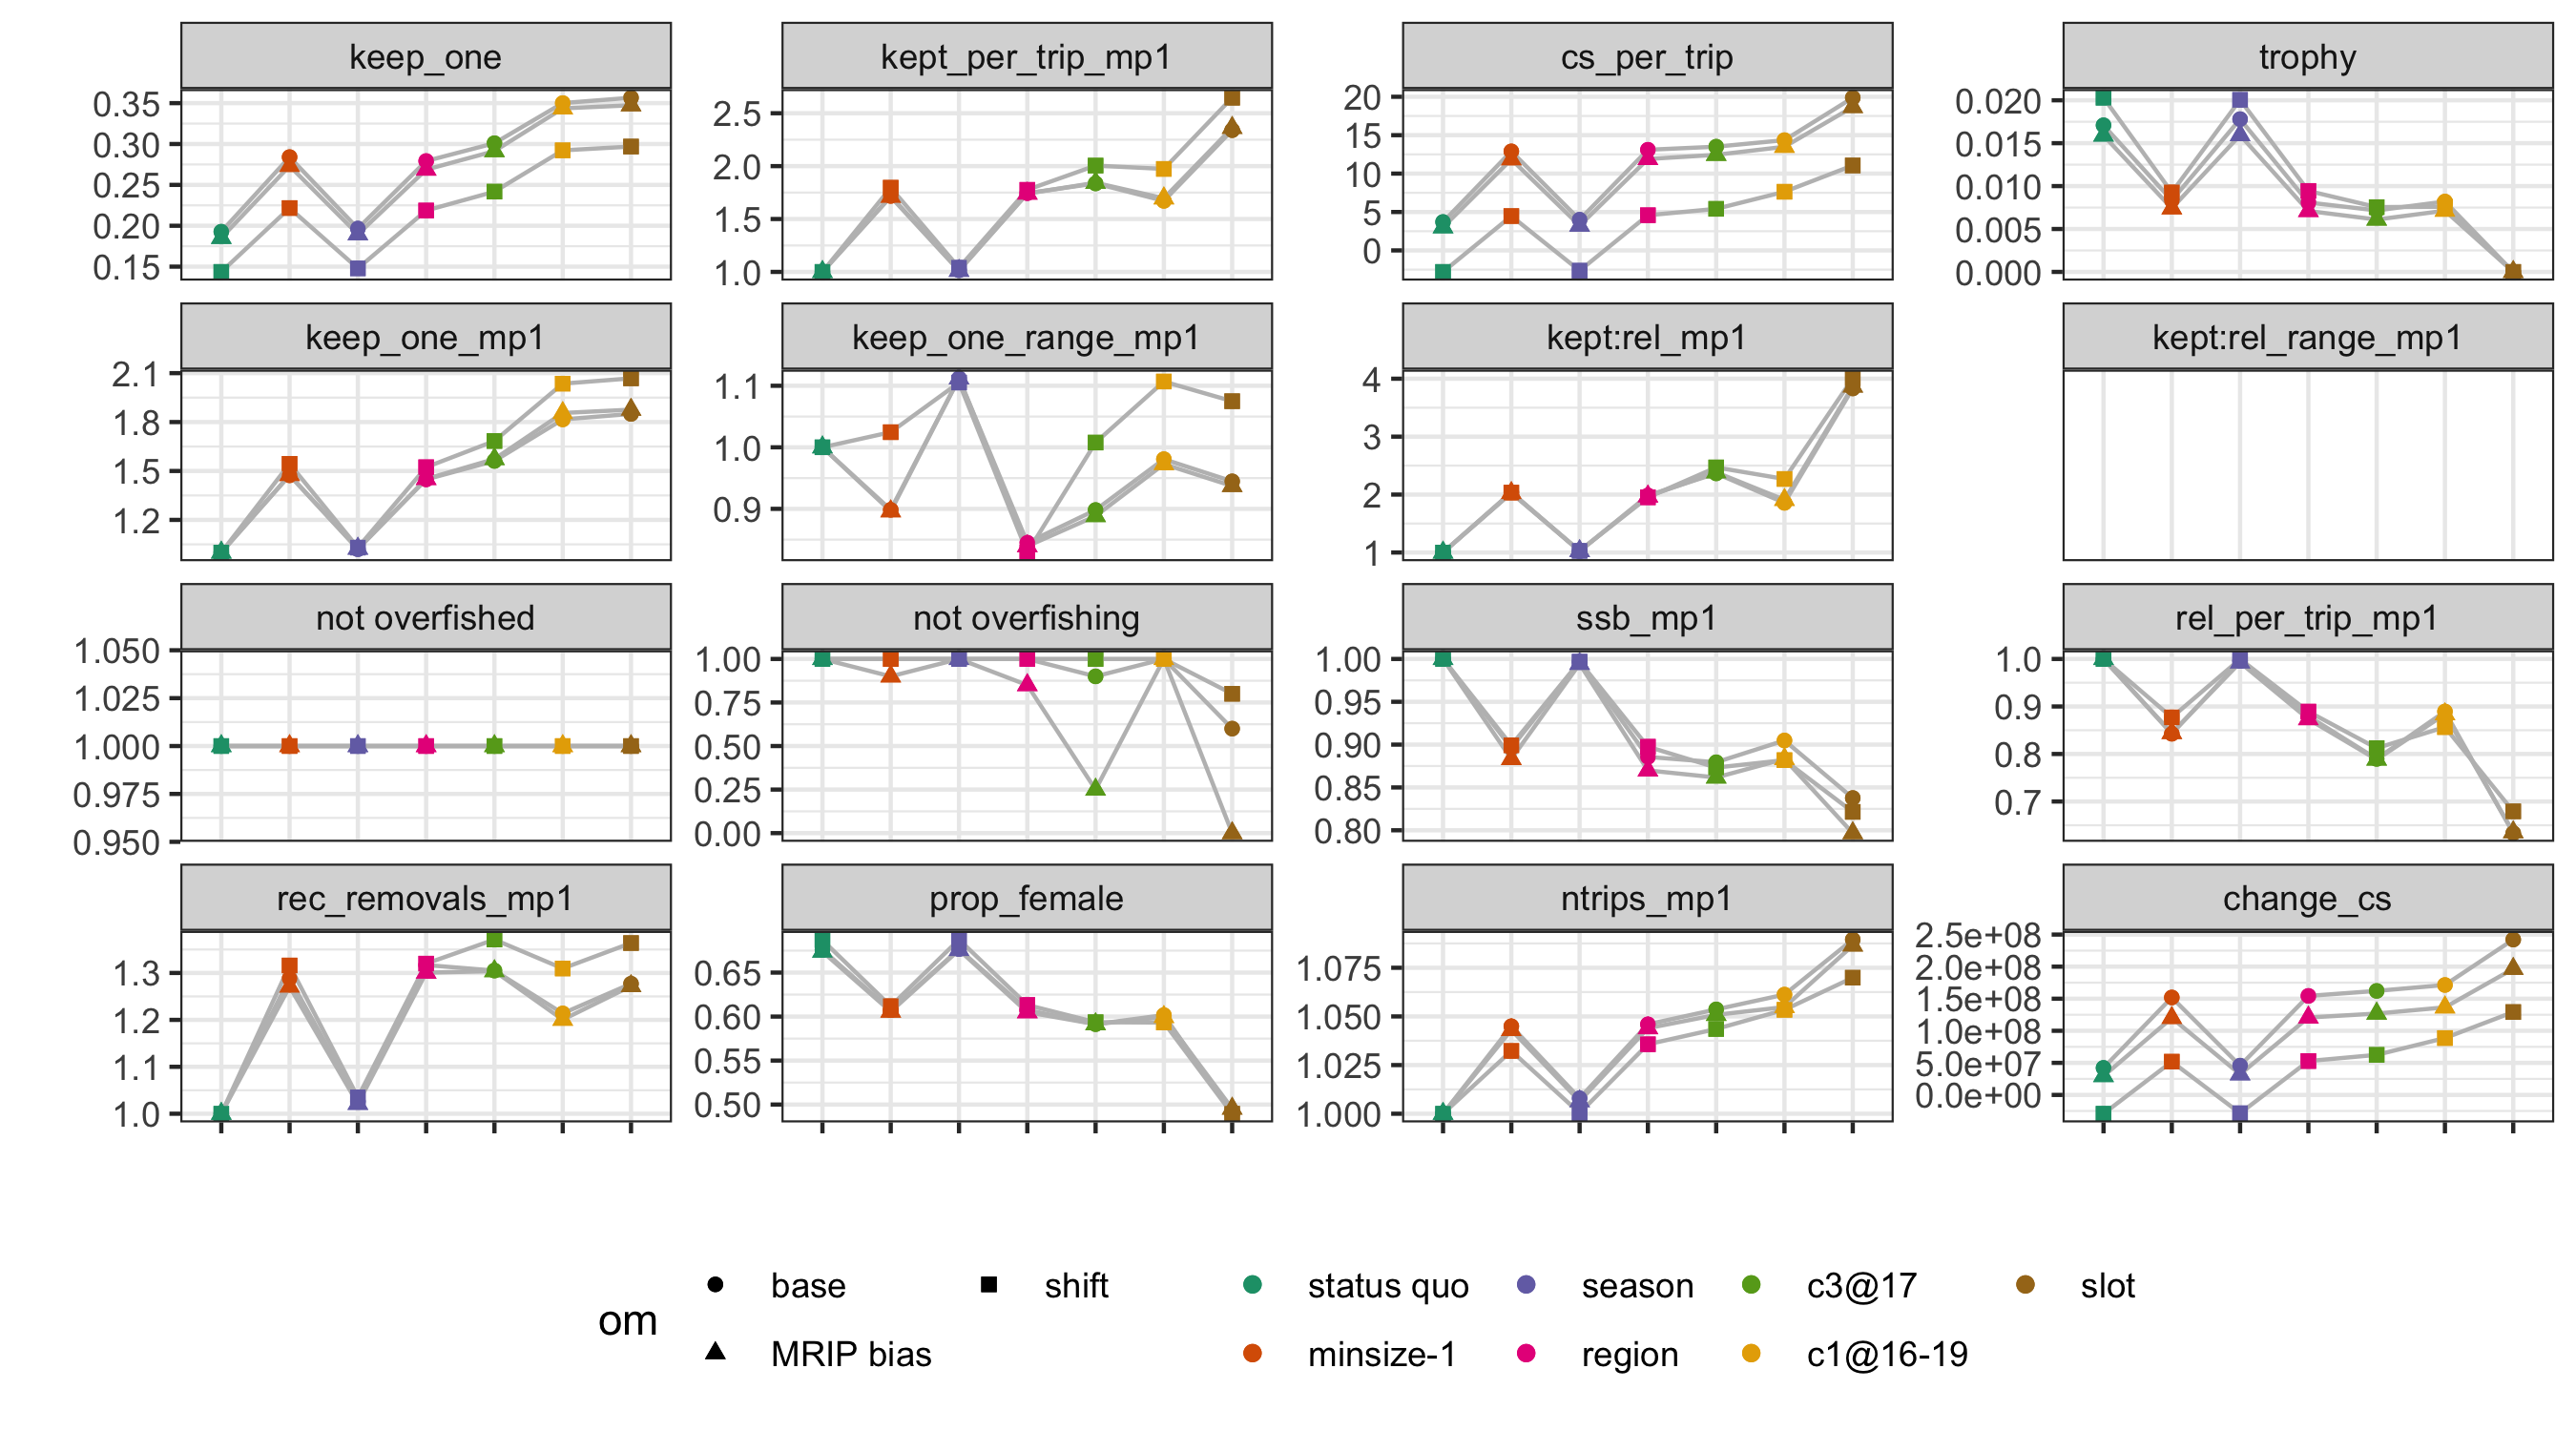 keep_one
kept_per_trip_mp1
cs_per_trip
trophy
0.35
0.30
0.25
0.20
0.15
2.5
2.0
1.5
1.0
20
15
10
5
0
0.020
0.015
0.010
0.005
0.000
keep_one_mp1
keep_one_range_mp1
kept:rel_mp1
kept:rel_range_mp1
2.1
1.8
1.5
1.2
1.1
1.0
0.9
4
3
2
1
not overfished
not overfishing
ssb_mp1
rel_per_trip_mp1
1.050
1.025
1.000
0.975
0.950
1.00
0.75
0.50
0.25
0.00
1.00
0.95
0.90
0.85
0.80
1.0
0.9
0.8
0.7
rec_removals_mp1
prop_female
ntrips_mp1
change_cs
1.3
1.2
1.1
1.0
0.65
0.60
0.55
0.50
1.075
1.050
1.025
1.000
2.5e+08
2.0e+08
1.5e+08
1.0e+08
5.0e+07
0.0e+00
om
base
shift
MRIP bias
status quo
season
c3@17
slot
minsize-1
region
c1@16-19